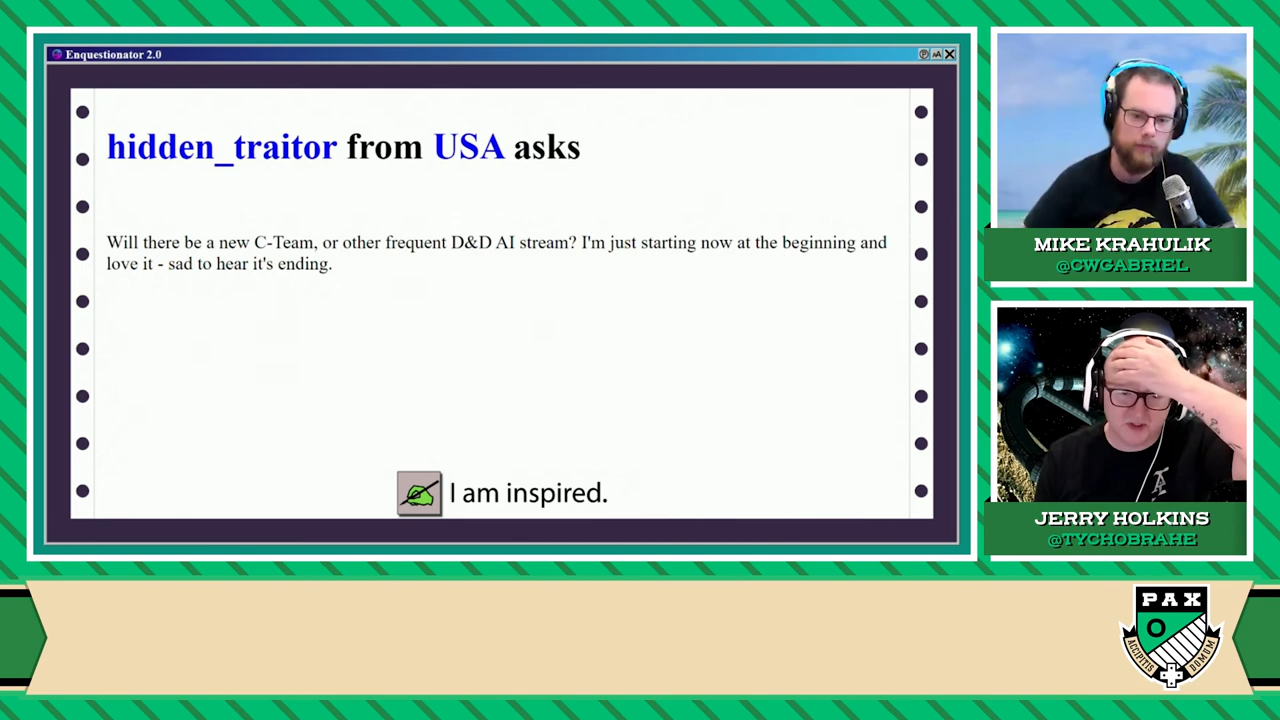 Enquestionator 2.0
hidden_traitor from USA asks
Will there be a new C-Team, or other frequent D&D AI stream? I'm just starting now at the beginning and
love it - sad to hear it's ending.
I am inspired.
MIKE KRAHULIK
@CWGABRIEL
JERRY HOLKINS
@TYCHOBRAHE
PAX
ACCIPITIS
DOMUM